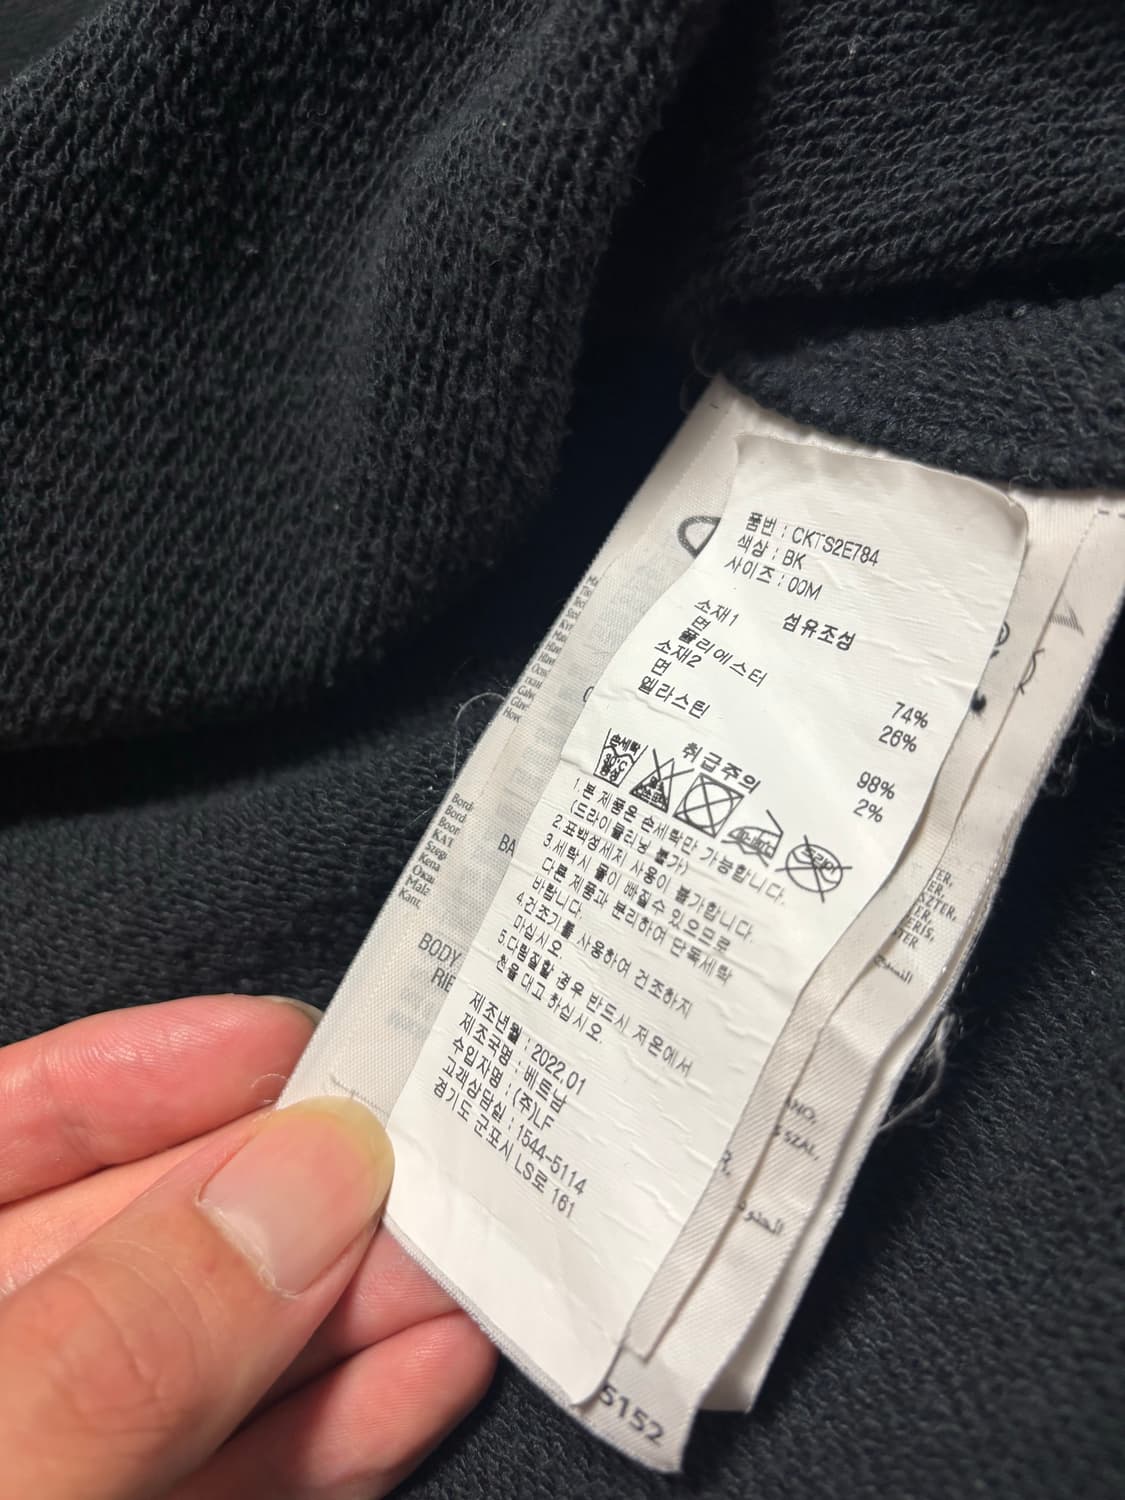 품번 : CKTS2E784
색상 : BK
사이즈 : 00M
섬유조성
소재1
면 74%
폴리에스터 26%
소재2
면 98%
엘라스틴 2%
취급주의
손세탁
1.본 제품은 손세탁만 가능합니다.
(드라이클리닝 불가)
2.표백성세제 사용이 불가합니다.
3.세탁시 물이 빠질수 있으므로
다른 제품과 분리하여 단독세탁
바랍니다.
4.건조기를 사용하여 건조하지
마십시오.
5.다림질할 경우 반드시 저온에서
천을 대고 하십시오.
제조년월 : 2022.01
제조국명 : 베트남
수입자명 : (주)LF
고객상담실 : 1544-5114
경기도 군포시 LS로 161
BODY
RIB
5152